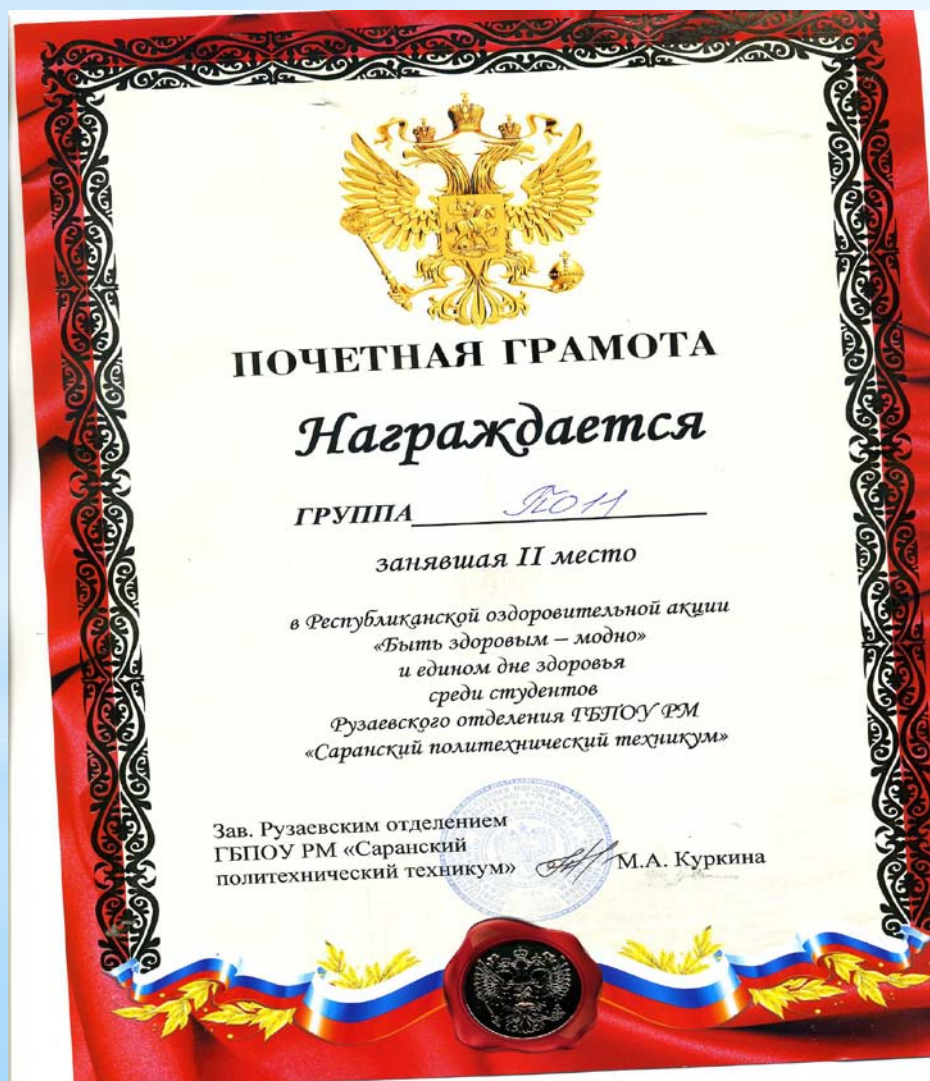 ПОЧЕТНАЯ ГРАМОТА
Награждается
ГРУППА ПО11
занявшая II место
в Республиканской оздоровительной акции
«Быть здоровым – модно»
и едином дне здоровья
среди студентов
Рузаевского отделения ГБПОУ РМ
«Саранский политехнический техникум»
Зав. Рузаевским отделением
ГБПОУ РМ «Саранский
политехнический техникум» М.А. Куркина